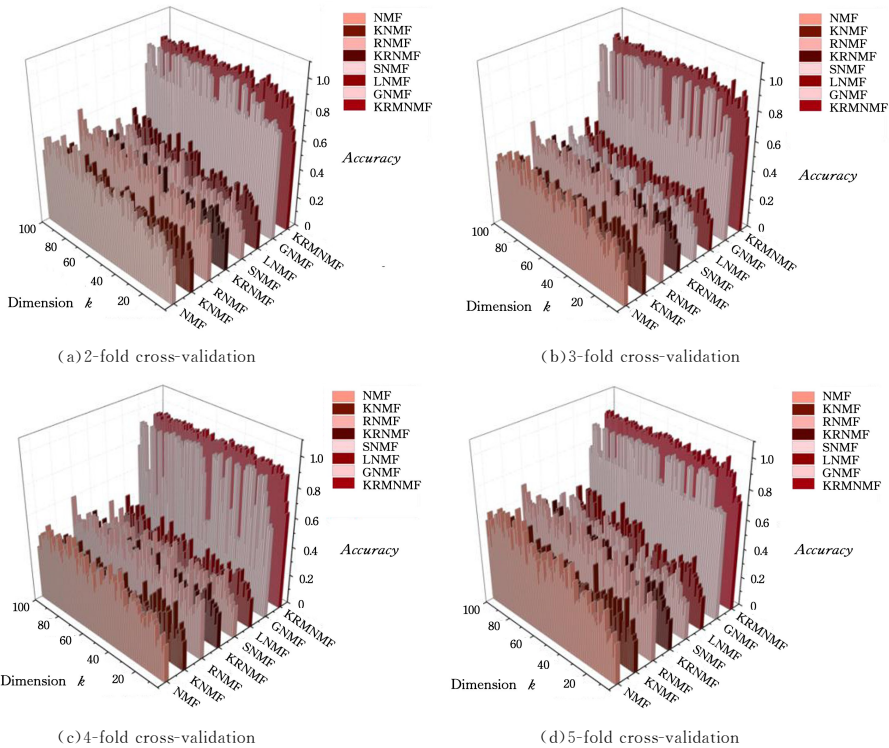 NMF
KNMF
RNMF
KRNMF
SNMF
LNMF
GNMF
KRMNMF
1.0
0.8
0.6
0.4
0.2
0
Accuracy
100
80
60
40
20
Dimension k
NMF
KNMF
RNMF
KRNMF
SNMF
LNMF
GNMF
KRMNMF
(a)2-fold cross-validation
NMF
KNMF
RNMF
KRNMF
SNMF
LNMF
GNMF
KRMNMF
1.0
0.8
0.6
0.4
0.2
0
Accuracy
100
80
60
40
20
Dimension k
NMF
KNMF
RNMF
KRNMF
SNMF
LNMF
GNMF
KRMNMF
(b)3-fold cross-validation
NMF
KNMF
RNMF
KRNMF
SNMF
LNMF
GNMF
KRMNMF
1.0
0.8
0.6
0.4
0.2
0
Accuracy
100
80
60
40
20
Dimension k
NMF
KNMF
RNMF
KRNMF
SNMF
LNMF
GNMF
KRMNMF
(c)4-fold cross-validation
NMF
KNMF
RNMF
KRNMF
SNMF
LNMF
GNMF
KRMNMF
1.0
0.8
0.6
0.4
0.2
0
Accuracy
100
80
60
40
20
Dimension k
NMF
KNMF
RNMF
KRNMF
SNMF
LNMF
GNMF
KRMNMF
(d)5-fold cross-validation